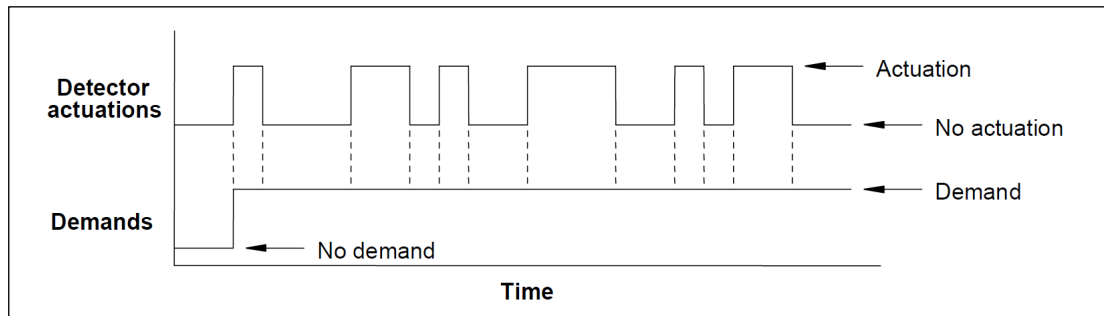 Detector
actuations
Actuation
No actuation
Demands
Demand
No demand
Time